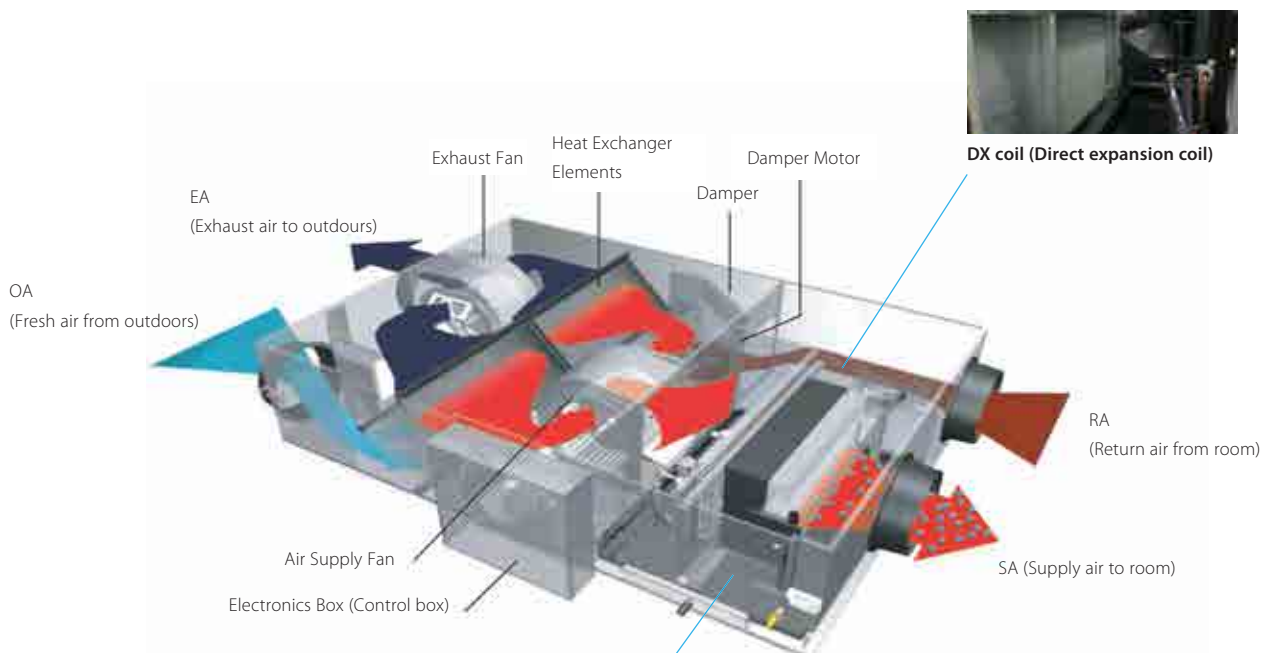 DX coil (Direct expansion coil)
Exhaust Fan
Heat Exchanger
Elements
Damper Motor
Damper
EA
(Exhaust air to outdours)
OA
(Fresh air from outdoors)
RA
(Return air from room)
SA (Supply air to room)
Air Supply Fan
Electronics Box (Control box)